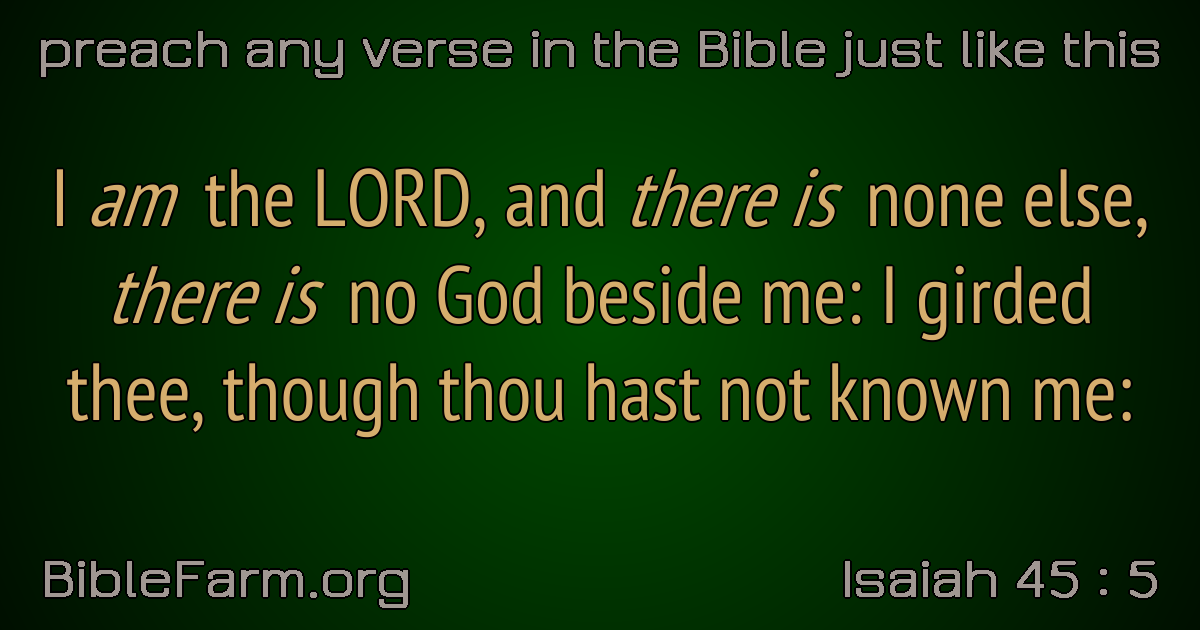 preach any verse in the Bible just like this
I am the LORD, and there is none else,
there is no God beside me: I girded
thee, though thou hast not known me:
BibleFarm.org
Isaiah 45 : 5